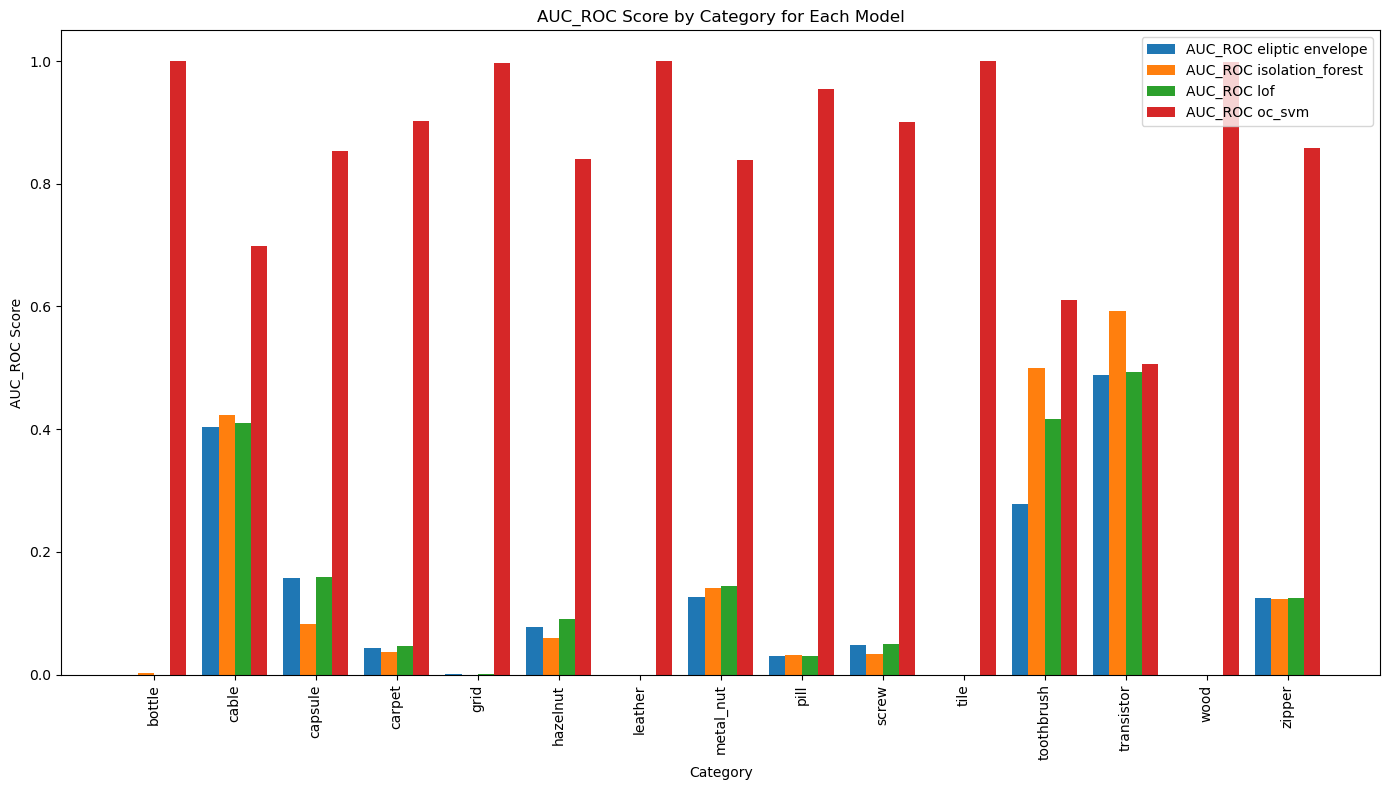 AUC_ROC Score by Category for Each Model
AUC_ROC eliptic envelope
AUC_ROC isolation_forest
AUC_ROC lof
AUC_ROC oc_svm
AUC_ROC Score
1.0
0.8
0.6
0.4
0.2
0.0
bottle
cable
capsule
carpet
grid
hazelnut
leather
metal_nut
pill
screw
tile
toothbrush
transistor
wood
zipper
Category